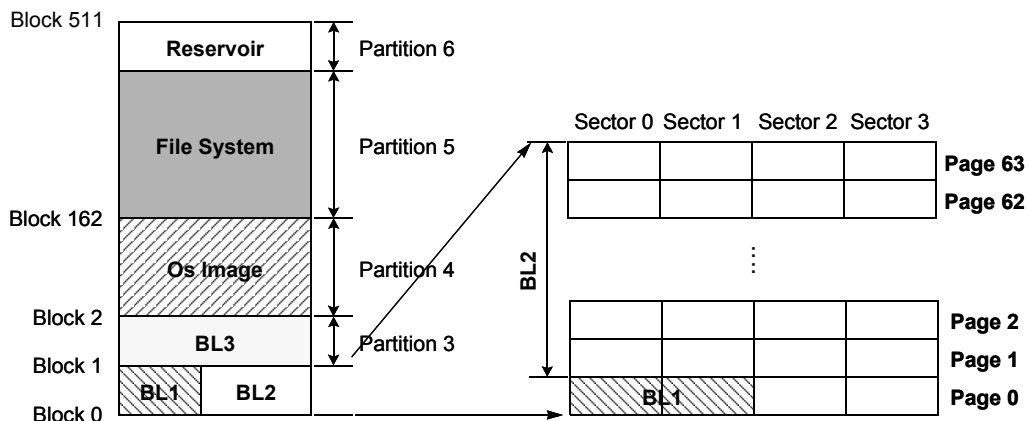 Block 511
Reservoir
Partition 6
File System
Partition 5
Block 162
Os Image
Partition 4
Block 2
BL3
Partition 3
Block 1
BL1
BL2
Block 0
Sector 0 Sector 1 Sector 2 Sector 3
Page 63
Page 62
BL2
⋮
Page 2
Page 1
BL1
Page 0